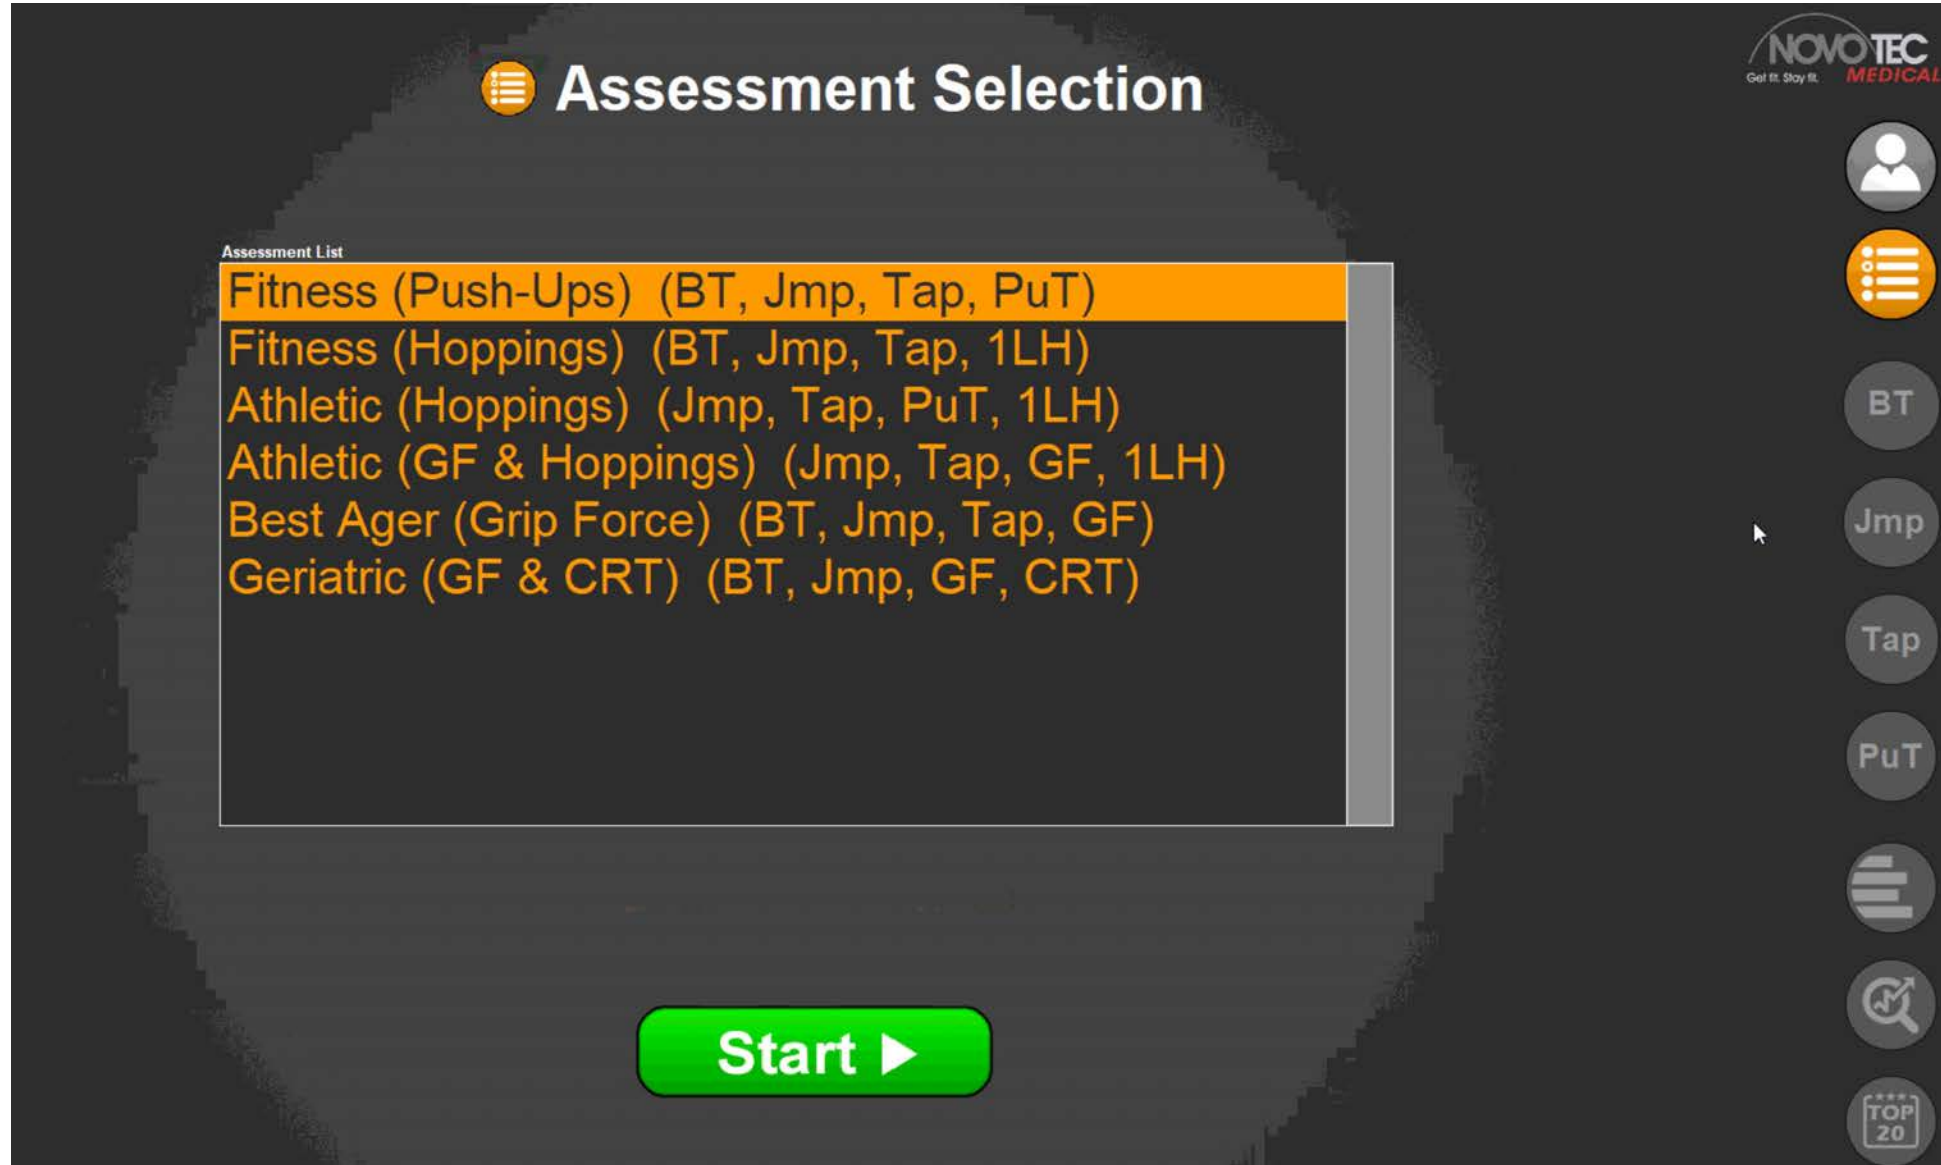 Assessment Selection
NOVOTEC
Get fit. Stay fit. MEDICAL
Assessment List
Fitness (Push-Ups) (BT, Jmp, Tap, PuT)
Fitness (Hoppings) (BT, Jmp, Tap, 1LH)
Athletic (Hoppings) (Jmp, Tap, PuT, 1LH)
Athletic (GF & Hoppings) (Jmp, Tap, GF, 1LH)
Best Ager (Grip Force) (BT, Jmp, Tap, GF)
Geriatric (GF & CRT) (BT, Jmp, GF, CRT)
Start
BT
Jmp
Tap
PuT
TOP
20